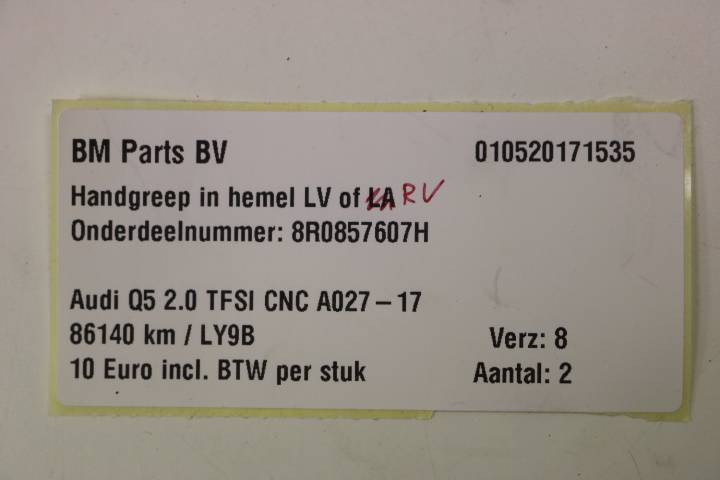 BM Parts BV 010520171535
Handgreep in hemel LV of LA RV
Onderdeelnummer: 8R0857607H
Audi Q5 2.0 TFSI CNC A027-17
86140 km / LY9B Verz: 8
10 Euro incl. BTW per stuk Aantal: 2